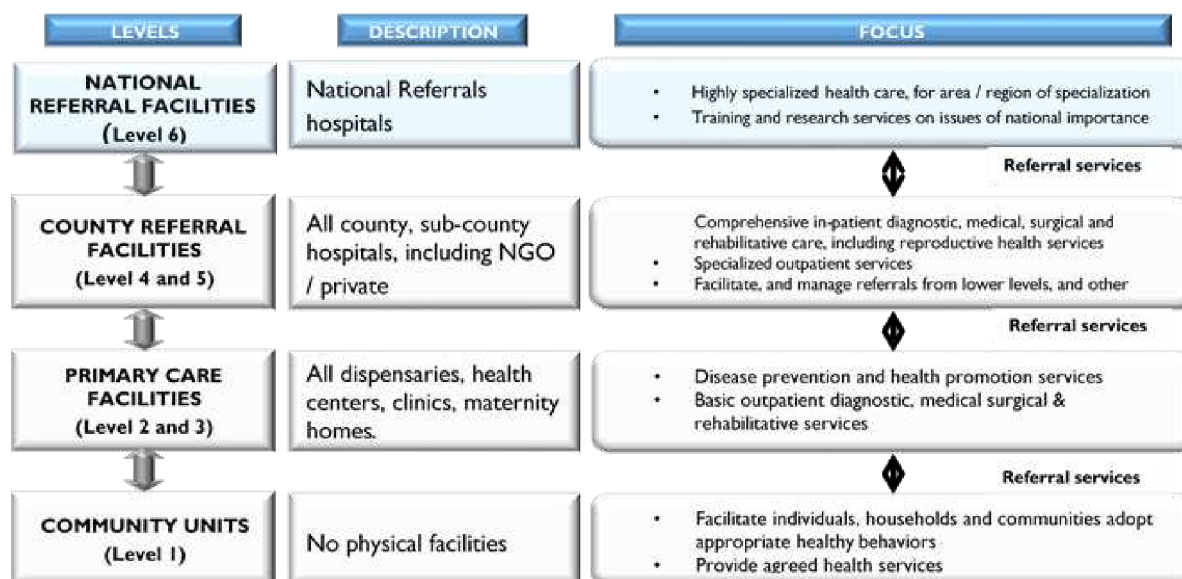 LEVELS
DESCRIPTION
FOCUS
NATIONAL
REFERRAL FACILITIES
(Level 6)
National Referrals
hospitals
• Highly specialized health care, for area / region of specialization
• Training and research services on issues of national importance
Referral services
COUNTY REFERRAL
FACILITIES
(Level 4 and 5)
All county, sub-county
hospitals, including NGO
/ private
Comprehensive in-patient diagnostic, medical, surgical and
rehabilitative care, including reproductive health services
• Specialized outpatient services
• Facilitate, and manage referrals from lower levels, and other
Referral services
PRIMARY CARE
FACILITIES
(Level 2 and 3)
All dispensaries, health
centers, clinics, maternity
homes.
• Disease prevention and health promotion services
• Basic outpatient diagnostic, medical surgical &
rehabilitative services
Referral services
COMMUNITY UNITS
(Level 1)
No physical facilities
• Facilitate individuals, households and communities adopt
appropriate healthy behaviors
• Provide agreed health services